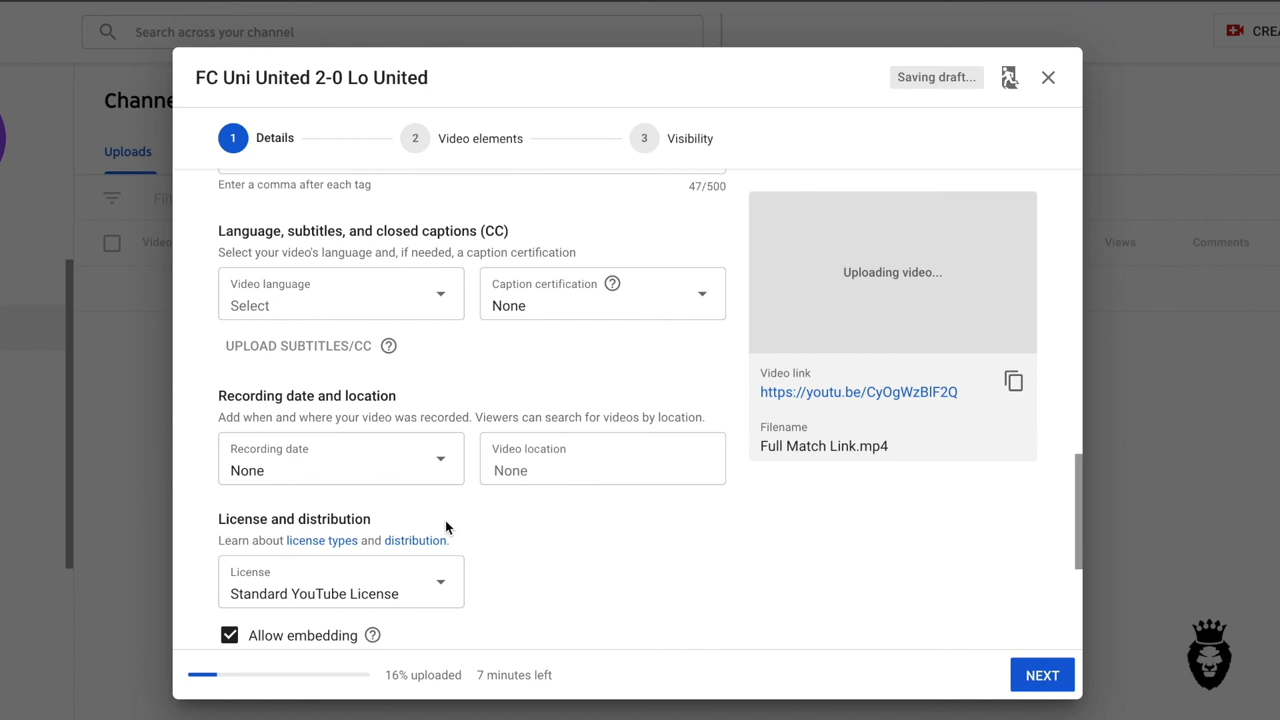 Search across your channel
CREA
FC Uni United 2-0 Lo United
Saving draft...
Channe
1 Details
2 Video elements
3 Visibility
Uploads
Filt
Enter a comma after each tag
47/500
Language, subtitles, and closed captions (CC)
Select your video's language and, if needed, a caption certification
Video
Views
Comments
Video language
Select
Caption certification
None
Uploading video...
UPLOAD SUBTITLES/CC
Video link
https://youtu.be/CyOgWzBlF2Q
Recording date and location
Add when and where your video was recorded. Viewers can search for videos by location.
Filename
Full Match Link.mp4
Recording date
None
Video location
None
License and distribution
Learn about license types and distribution.
License
Standard YouTube License
Allow embedding
16% uploaded
7 minutes left
NEXT